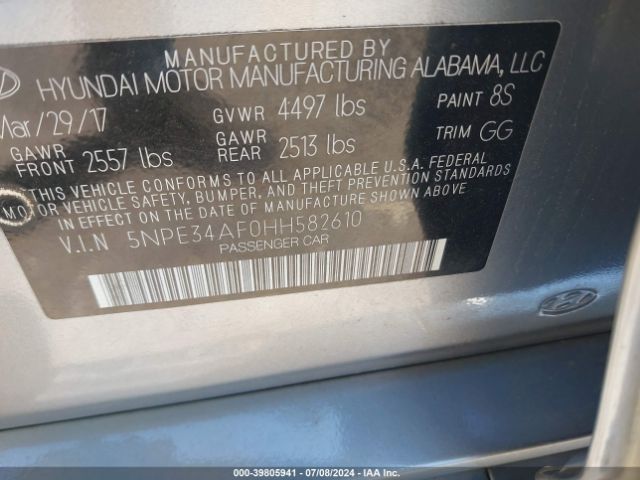 MANUFACTURED BY
HYUNDAI MOTOR MANUFACTURING ALABAMA, LLC
Mar/29/17
GVWR 4497 lbs
PAINT 8S
GAWR FRONT 2557 lbs
GAWR REAR 2513 lbs
TRIM GG
THIS VEHICLE CONFORMS TO ALL APPLICABLE U.S.A. FEDERAL
MOTOR VEHICLE SAFETY, BUMPER, AND THEFT PREVENTION STANDARDS
IN EFFECT ON THE DATE OF MANUFACTURE SHOWN ABOVE
V.I.N 5NPE34AF0HH582610
PASSENGER CAR
000-39805941 - 07/08/2024 - IAA Inc.